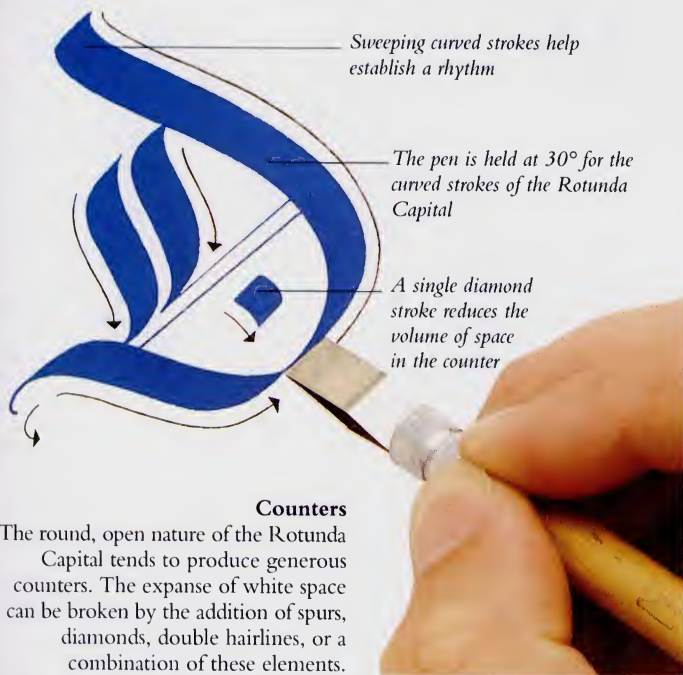 Sweeping curved strokes help
establish a rhythm
The pen is held at 30° for the
curved strokes of the Rotunda
Capital
A single diamond
stroke reduces the
volume of space
in the counter
Counters
The round, open nature of the Rotunda
Capital tends to produce generous
counters. The expanse of white space
can be broken by the addition of spurs,
diamonds, double hairlines, or a
combination of these elements.